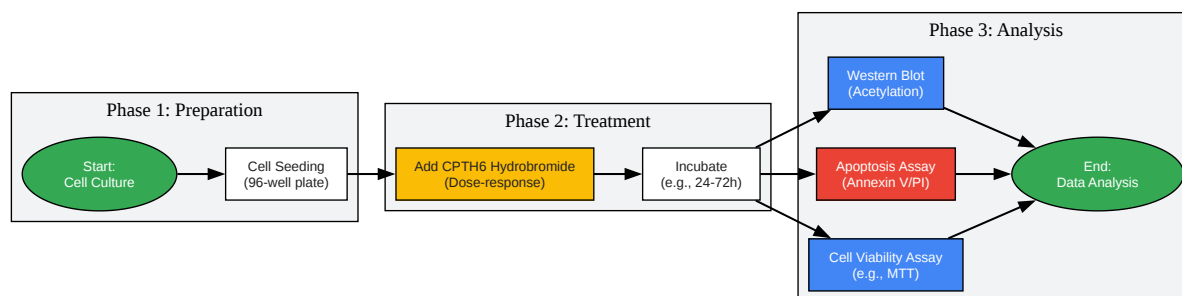 Phase 1: Preparation
Start:
Cell Culture
Cell Seeding
(96-well plate)
Phase 2: Treatment
Add CPTH6 Hydrobromide
(Dose-response)
Incubate
(e.g., 24-72h)
Phase 3: Analysis
Western Blot
(Acetylation)
Apoptosis Assay
(Annexin V/PI)
Cell Viability Assay
(e.g., MTT)
End:
Data Analysis